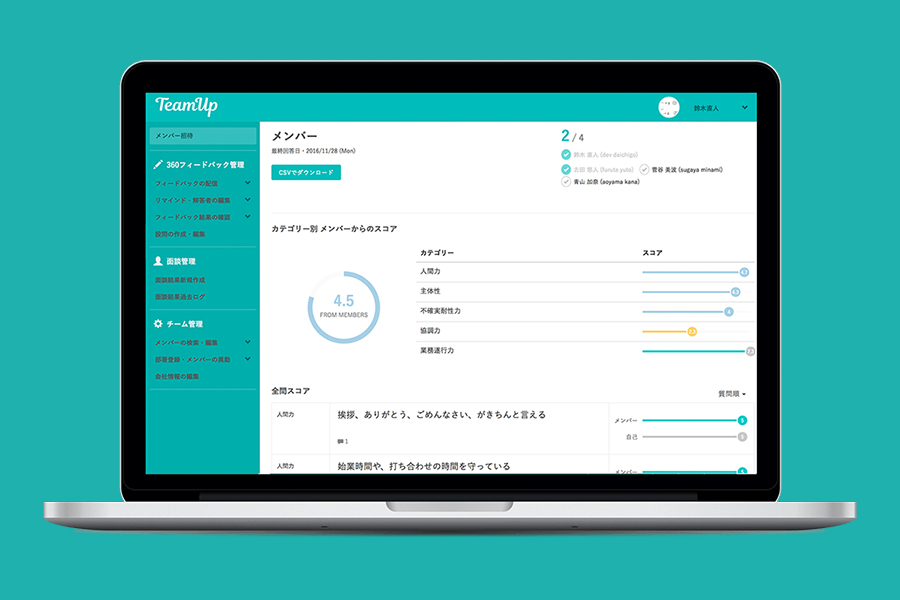 TeamUp
鈴木直人
メンバー招待
360フィードバック管理
フィードバックの配信
リマインド・解答者の編集
フィードバック結果の確認
設問の作成・編集
面談管理
面談結果新規作成
面談結果過去ログ
チーム管理
メンバーの検索・編集
部署登録・メンバーの異動
会社情報の編集
メンバー
最終回答日・2016/11/28 (Mon)
CSVでダウンロード
2 / 4
鈴木 直人 (dev-daichigo)
古田 悠人 (furuta yuto) 菅谷 美波 (sugaya minami)
青山 加奈 (aoyama kana)
カテゴリー別 メンバーからのスコア
4.5
FROM MEMBERS
カテゴリー スコア
人間力 4.7
主体性
不確実耐性力 4
協調力
業務遂行力
全問スコア
質問順
人間力 挨拶、ありがとう、ごめんなさい、がきちんと言える
1
メンバー 5
自己 5
人間力 始業時間や、打ち合わせの時間を守っている
メンバー 5